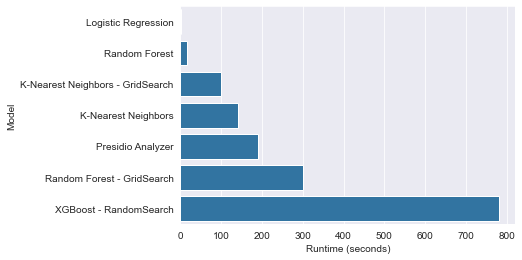 Logistic Regression
Random Forest
K-Nearest Neighbors - GridSearch
K-Nearest Neighbors
Presidio Analyzer
Random Forest - GridSearch
XGBoost - RandomSearch
Model
0 100 200 300 400 500 600 700 800
Runtime (seconds)